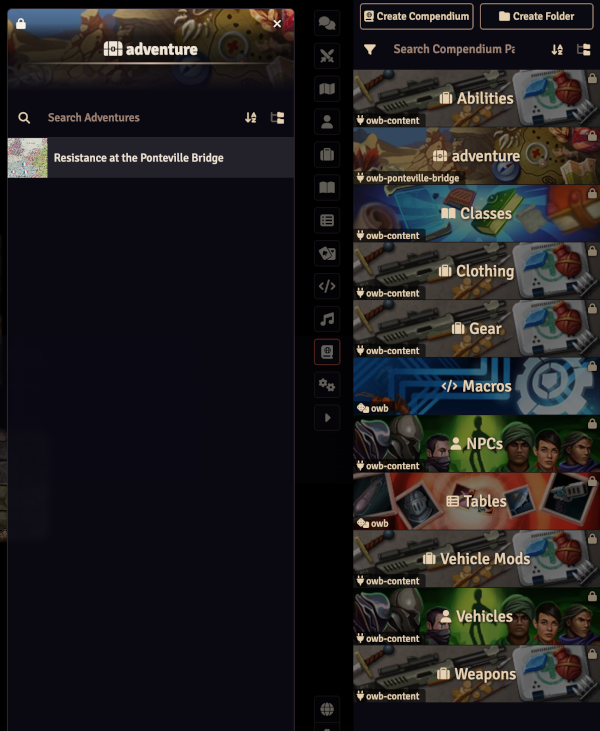 adventure
Search Adventures
Resistance at the Ponteville Bridge
Create Compendium
Create Folder
Search Compendium Pa
Abilities
owb-content
adventure
owb-ponteville-bridge
Classes
owb-content
Clothing
owb-content
Gear
owb-content
Macros
owb
NPCs
owb-content
Tables
owb
Vehicle Mods
owb-content
Vehicles
owb-content
Weapons
owb-content